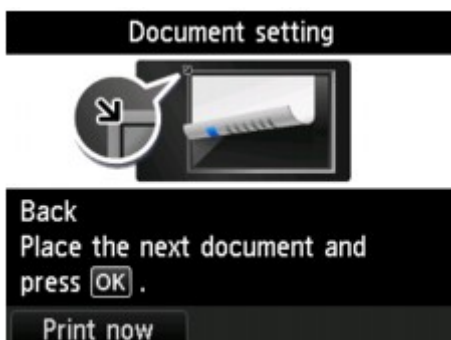 Document setting
Back
Place the next document and
press OK .
Print now